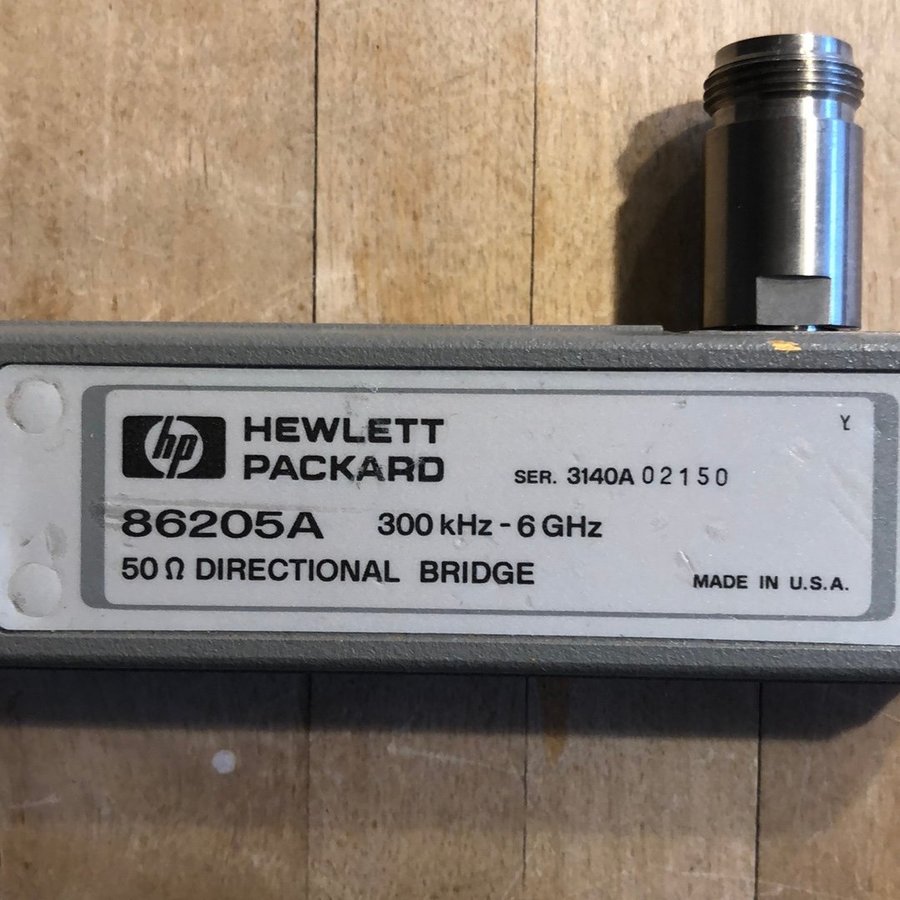 hp HEWLETT
PACKARD
SER. 3140A 02150
Y
86205A 300 kHz - 6 GHz
50 Ω DIRECTIONAL BRIDGE
MADE IN U.S.A.